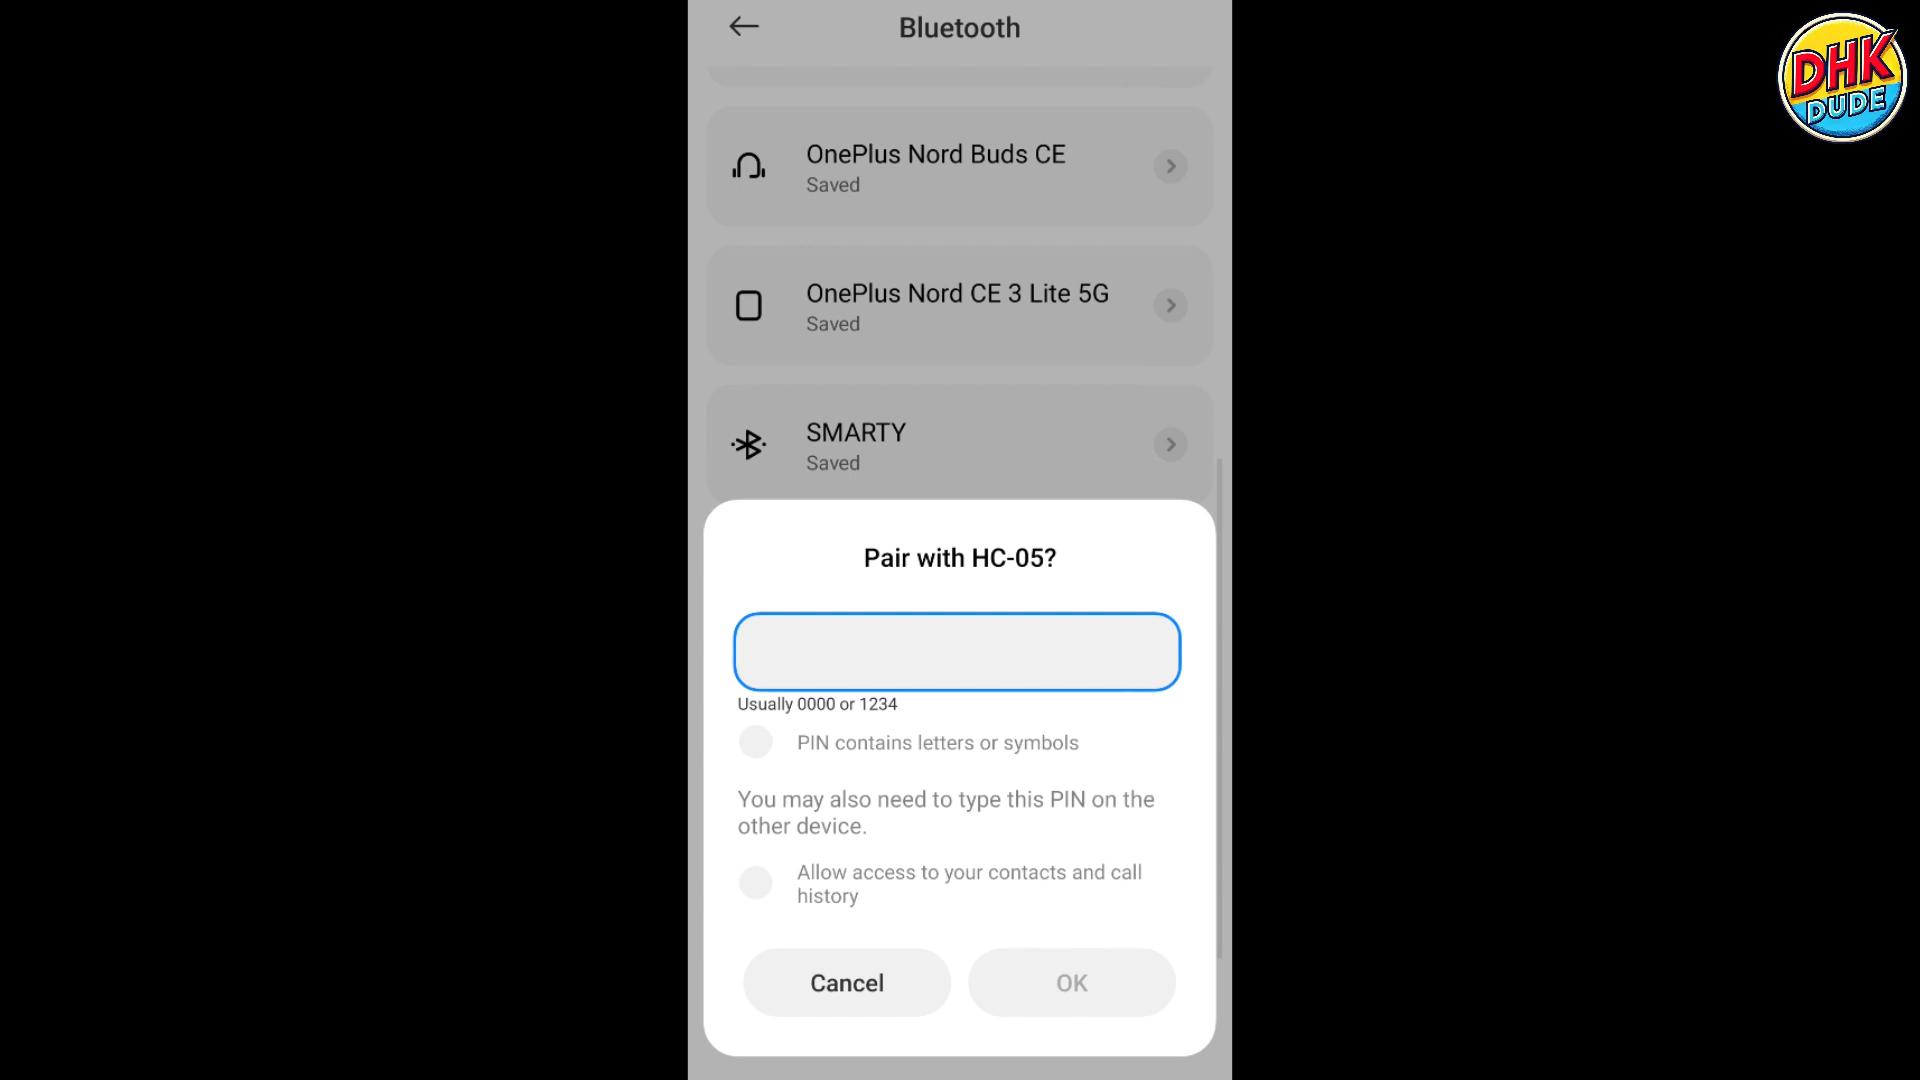 Bluetooth
DHK
DUDE
OnePlus Nord Buds CE
Saved
OnePlus Nord CE 3 Lite 5G
Saved
SMARTY
Saved
Pair with HC-05?
Usually 0000 or 1234
PIN contains letters or symbols
You may also need to type this PIN on the
other device.
Allow access to your contacts and call
history
Cancel
OK